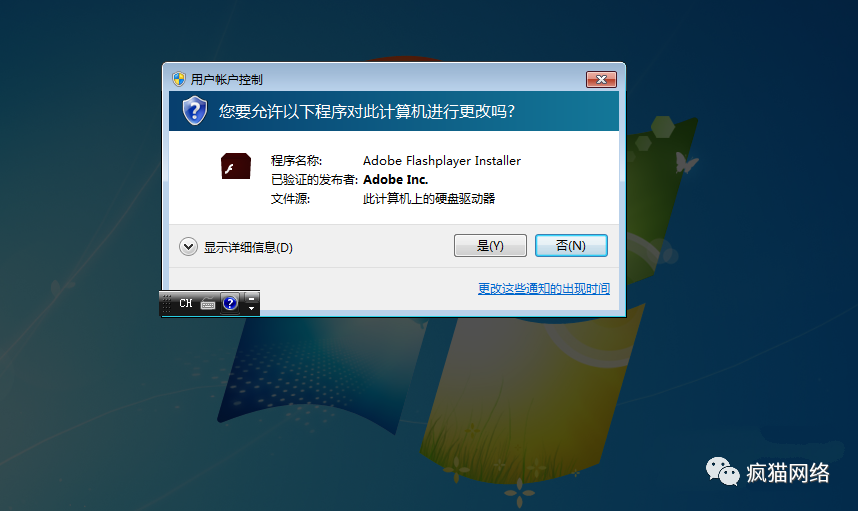 用户帐户控制
您要允许以下程序对此计算机进行更改吗?
程序名称: Adobe Flashplayer Installer
已验证的发布者: Adobe Inc.
文件源: 此计算机上的硬盘驱动器
显示详细信息(D)
是(Y)
否(N)
更改这些通知的出现时间
CH
疯猫网络